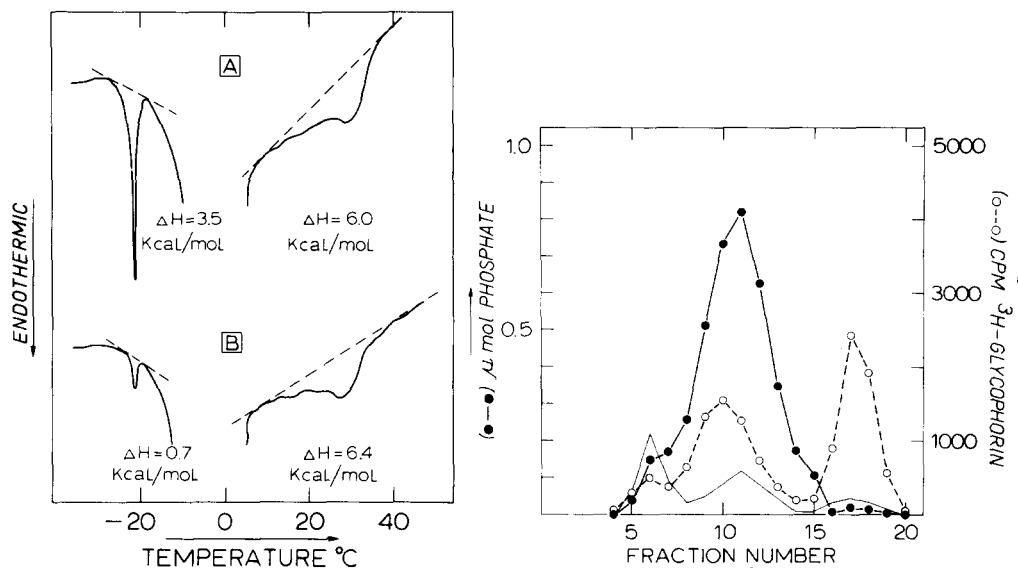 A
ΔH=3.5
Kcal/mol
ΔH=6.0
Kcal/mol
ENDOTHERMIC
B
ΔH=0.7
Kcal/mol
ΔH=6.4
Kcal/mol
-20 0 20 40
TEMPERATURE °C
(●--●) μmol PHOSPHATE
1.0
0.5
5 10 15 20
FRACTION NUMBER
5000
3000
1000
(o--o) CPM ³H-GLYCOPHORIN